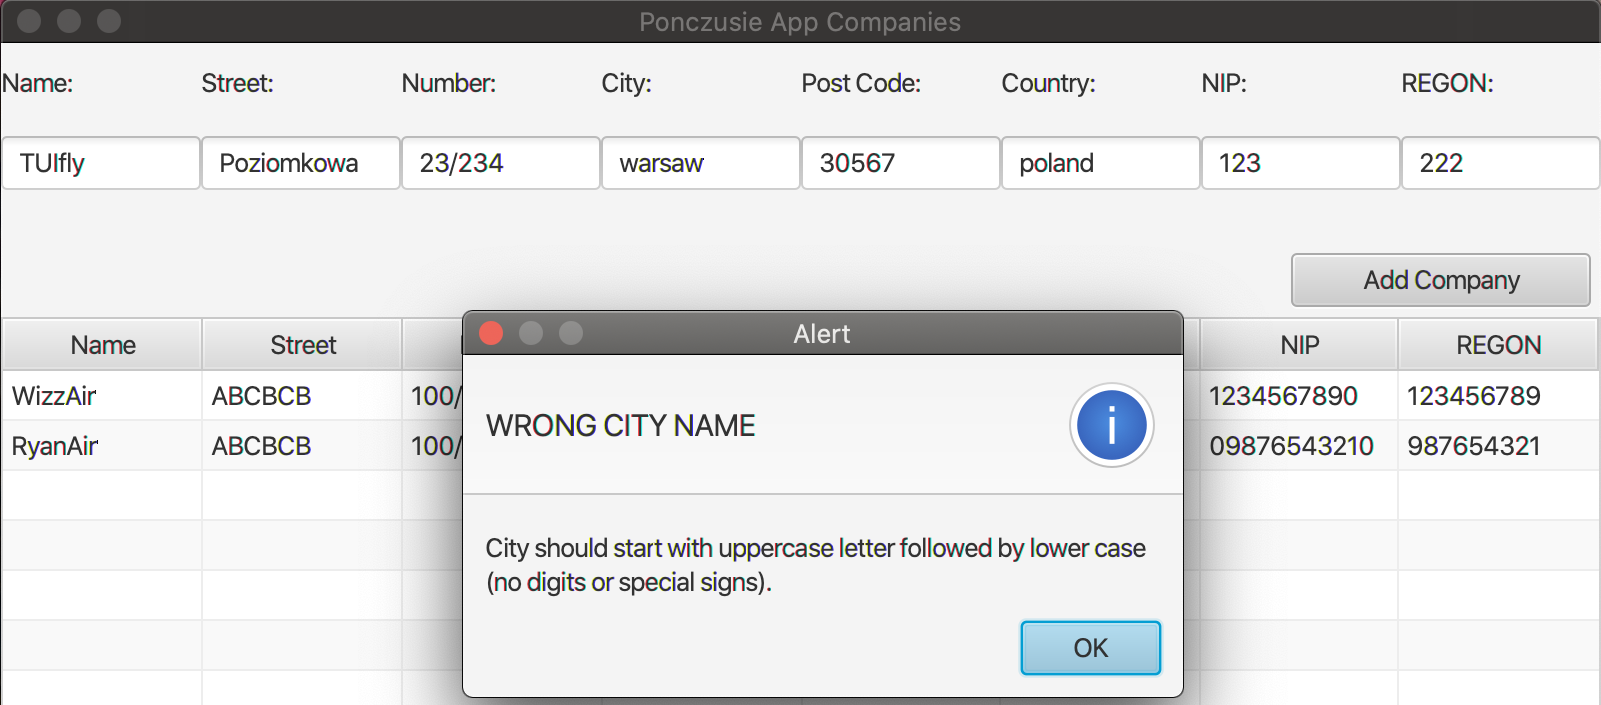 Ponczusie App Companies
Name: Street: Number: City: Post Code: Country: NIP: REGON:
TUIfly Poziomkowa 23/234 warsaw 30567 poland 123 222
Add Company
Name Street NIP REGON
Alert
WizzAir ABCBCB 100/ 1234567890 123456789
WRONG CITY NAME
RyanAir ABCBCB 100/ 09876543210 987654321
City should start with uppercase letter followed by lower case
(no digits or special signs).
OK